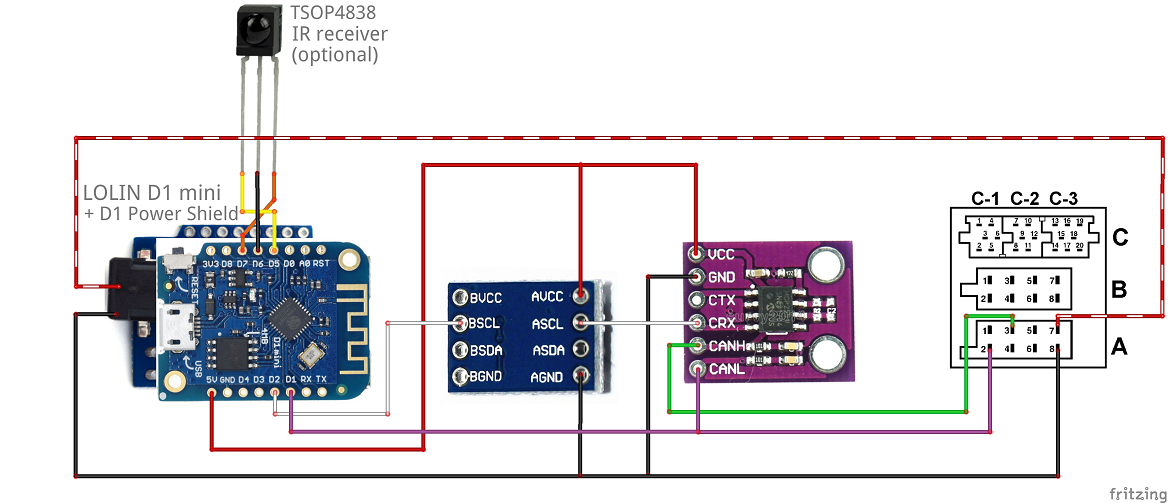 TSOP4838
IR receiver
(optional)
LOLIN D1 mini
+ D1 Power Shield
3V3 D8 D7 D6 D5 D0 A0 RST
RESET
USB
D1mini
5V GND D4 D3 D2 D1 RX TX
BVCC AVCC
BSCL ASCL
BSDA ASDA
BGND AGND
VCC
GND
CTX
CRX
CANH
CANL
C-1 C-2 C-3
1 4 7 10 13 16 19
3 6 9 12 15 18
2 5 8 11 14 17 20
C
1 3 5 7
2 4 6 8
B
1 3 5 7
2 4 6 8
A
fritzing